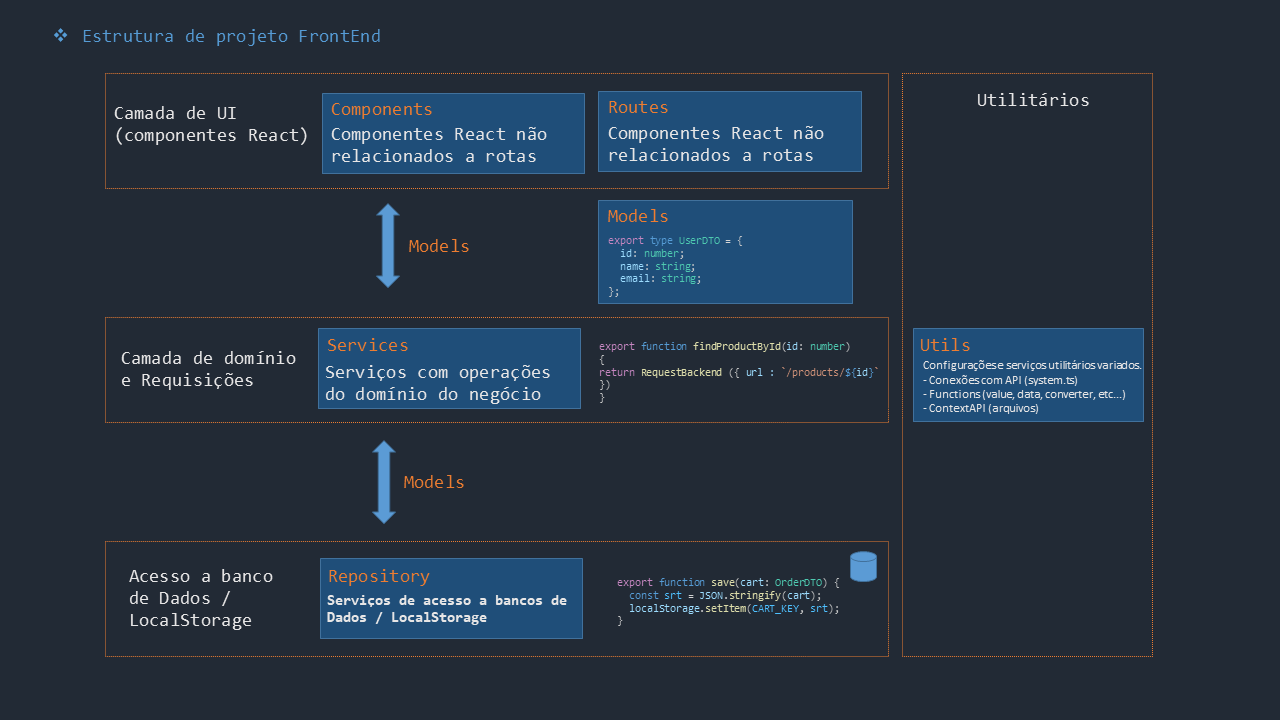 ❖ Estrutura de projeto FrontEnd
Camada de UI
(componentes React)
Components
Componentes React não
relacionados a rotas
Routes
Componentes React não
relacionados a rotas
Utilitários
Models
Models
export type UserDTO = {
id: number;
name: string;
email: string;
};
Camada de domínio
e Requisições
Services
Serviços com operações
do domínio do negócio
export function findProductById(id: number)
{
return RequestBackend ({ url : `/products/${id}`
})
}
Utils
Configurações e serviços utilitários variados.
- Conexões com API (system.ts)
- Functions (value, data, converter, etc...)
- ContextAPI (arquivos)
Models
Acesso a banco
de Dados /
LocalStorage
Repository
Serviços de acesso a bancos de
Dados / LocalStorage
export function save(cart: OrderDTO) {
const srt = JSON.stringify(cart);
localStorage.setItem(CART_KEY, srt);
}